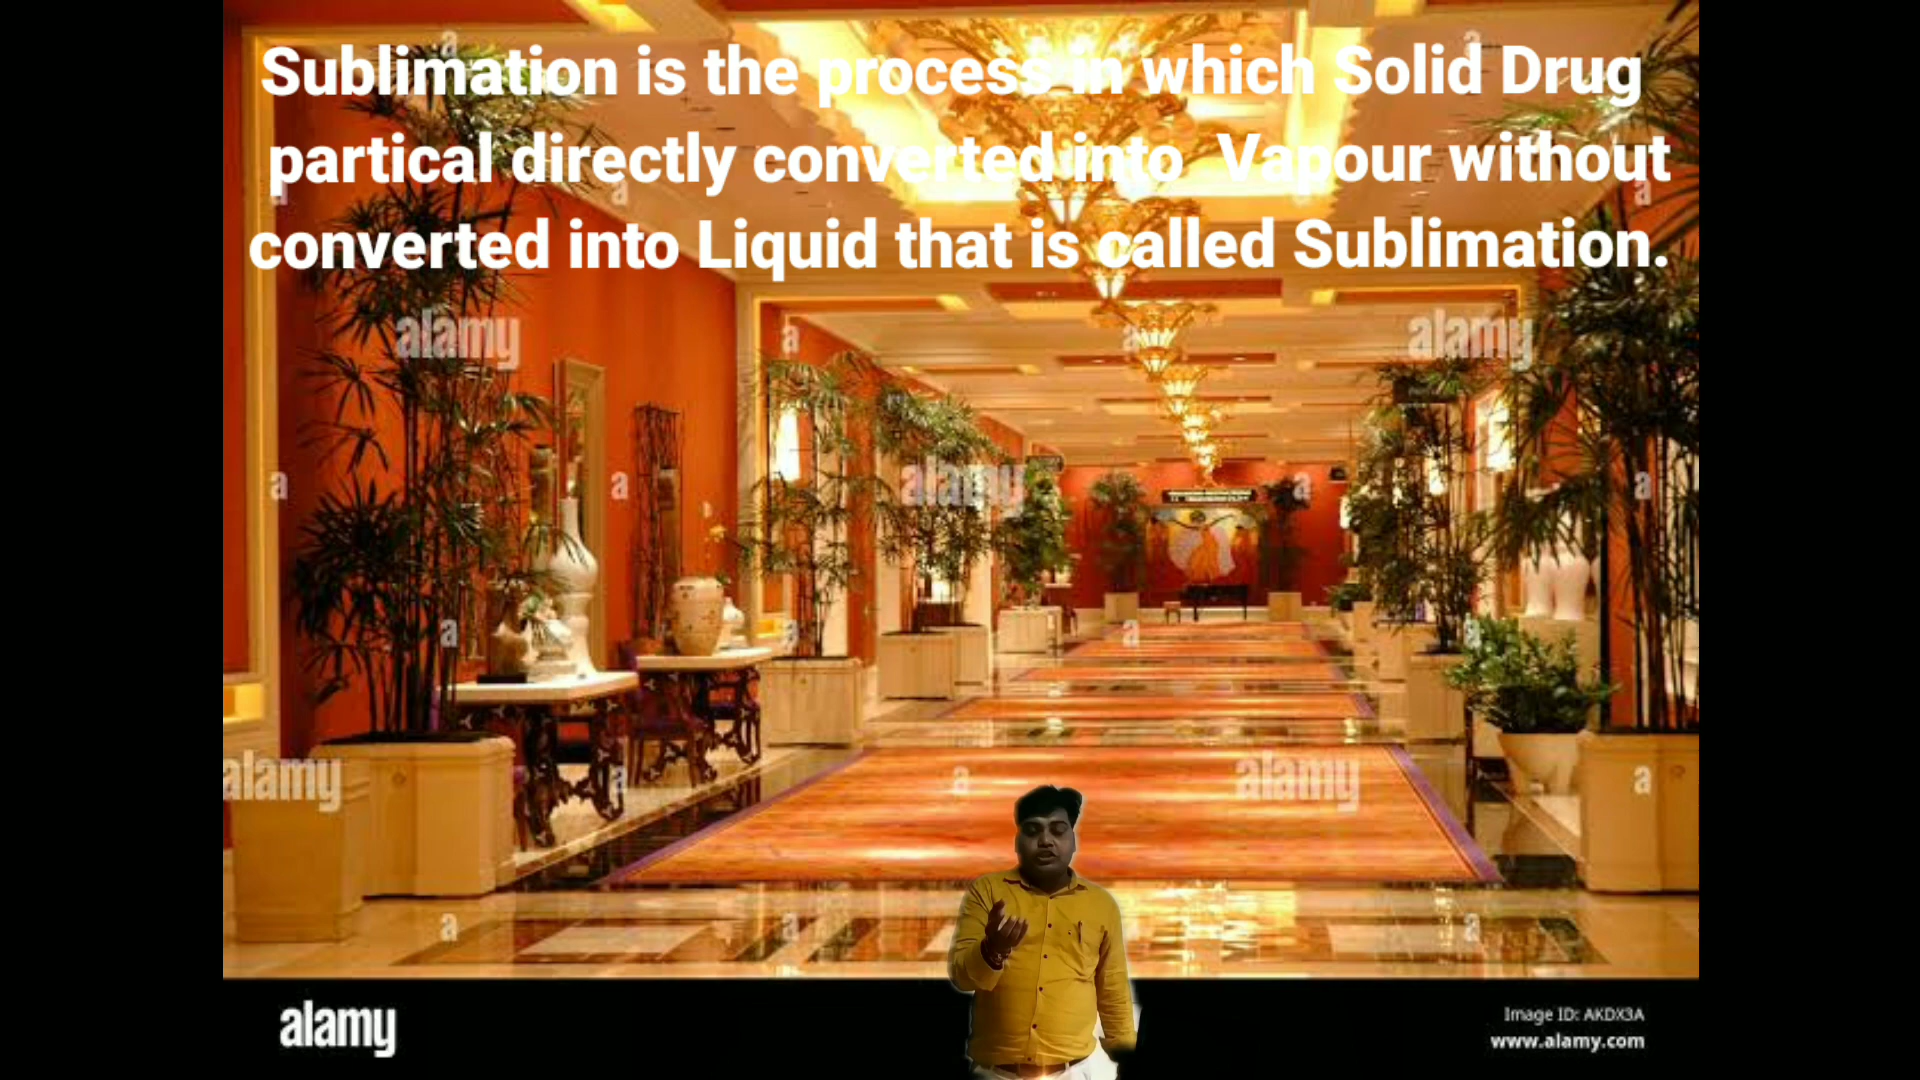 Sublimation is the process in which Solid Drug
partical directly converted into Vapour without
converted into Liquid that is called Sublimation.
alamy
alamy
a
a
a
alamy
alamy
a
alamy
Image ID: AKDX3A
www.alamy.com